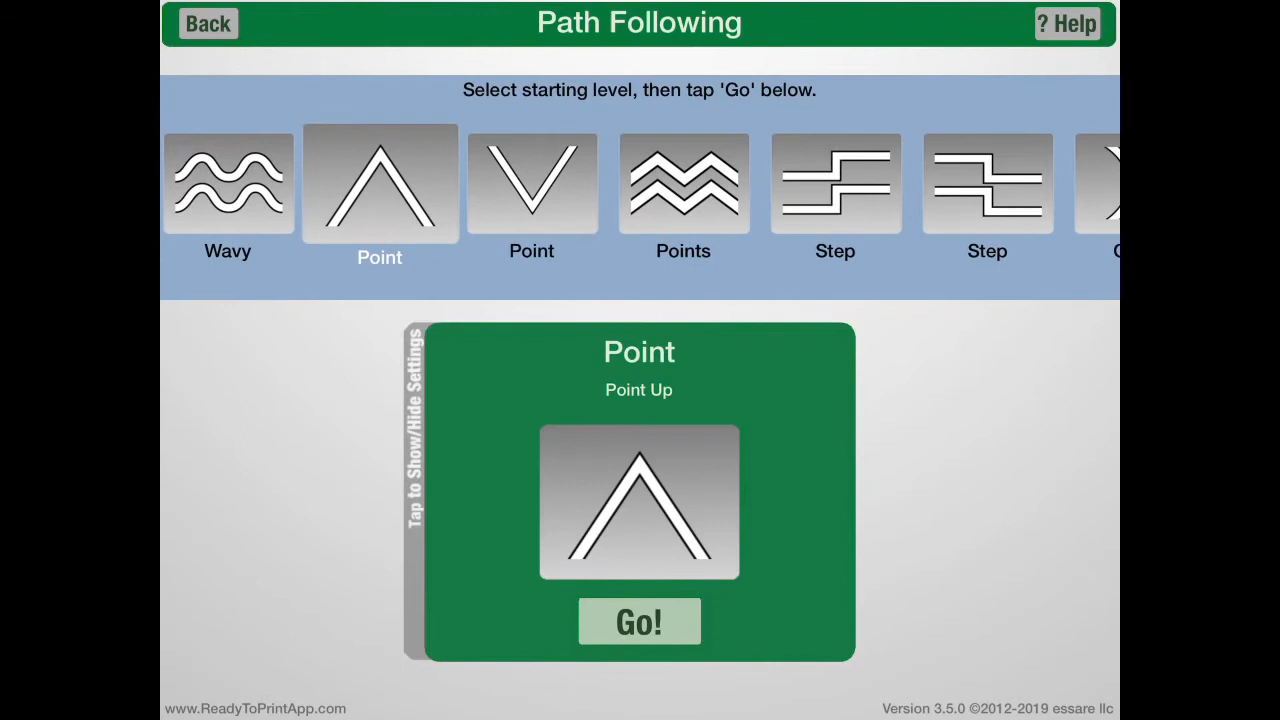 Back
Path Following
? Help
Select starting level, then tap 'Go' below.
Wavy
Point
Point
Points
Step
Step
Tap to Show/Hide Settings
Point
Point Up
Go!
www.ReadyToPrintApp.com
Version 3.5.0 ©2012-2019 essare llc